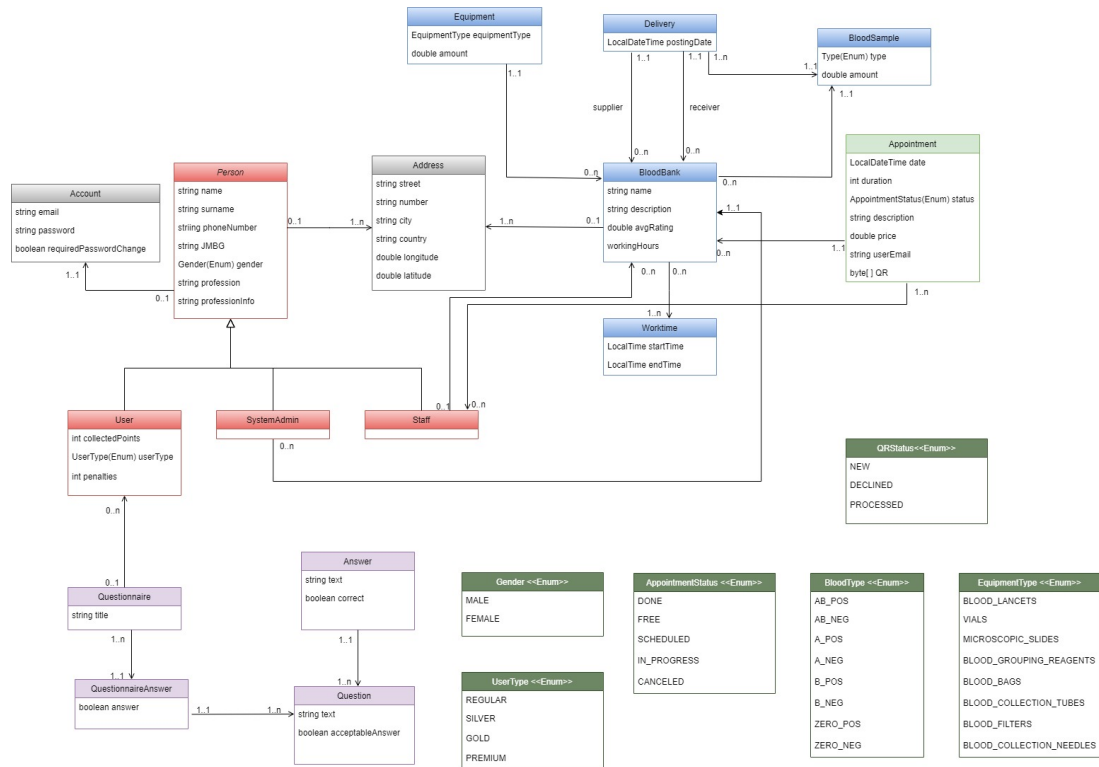 Equipment
EquipmentType equipmentType
double amount
1..1
Delivery
LocalDateTime postingDate
1..1
1..1
1..n
supplier
receiver
0..n
0..n
BloodSample
Type(Enum) type
double amount
1..1
1..1
Appointment
LocalDateTime date
int duration
AppointmentStatus(Enum) status
string description
double price
string userEmail
byte[ ] QR
1..1
1..n
BloodBank
string name
string description
double avgRating
workingHours
0..n
0..n
1..1
0..n
0..1
0..n
0..n
Address
string street
string number
string city
string country
double longitude
double latitude
1..n
1..n
Person
string name
string surname
striing phoneNumber
string JMBG
Gender(Enum) gender
string profession
string professionInfo
0..1
0..1
Account
string email
string password
boolean requiredPasswordChange
1..1
Worktime
LocalTime startTime
LocalTime endTime
1..n
User
int collectedPoints
UserType(Enum) userType
int penalties
0..n
SystemAdmin
0..n
Staff
0..1
0..n
QRStatus<<Enum>>
NEW
DECLINED
PROCESSED
Questionnaire
string title
0..1
1..n
1..1
QuestionnaireAnswer
boolean answer
1..1
1..n
Answer
string text
boolean correct
1..1
1..n
Question
string text
boolean acceptableAnswer
Gender <<Enum>>
MALE
FEMALE
UserType <<Enum>>
REGULAR
SILVER
GOLD
PREMIUM
AppointmentStatus <<Enum>>
DONE
FREE
SCHEDULED
IN_PROGRESS
CANCELED
BloodType <<Enum>>
AB_POS
AB_NEG
A_POS
A_NEG
B_POS
B_NEG
ZERO_POS
ZERO_NEG
EquipmentType <<Enum>>
BLOOD_LANCETS
VIALS
MICROSCOPIC_SLIDES
BLOOD_GROUPING_REAGENTS
BLOOD_BAGS
BLOOD_COLLECTION_TUBES
BLOOD_FILTERS
BLOOD_COLLECTION_NEEDLES